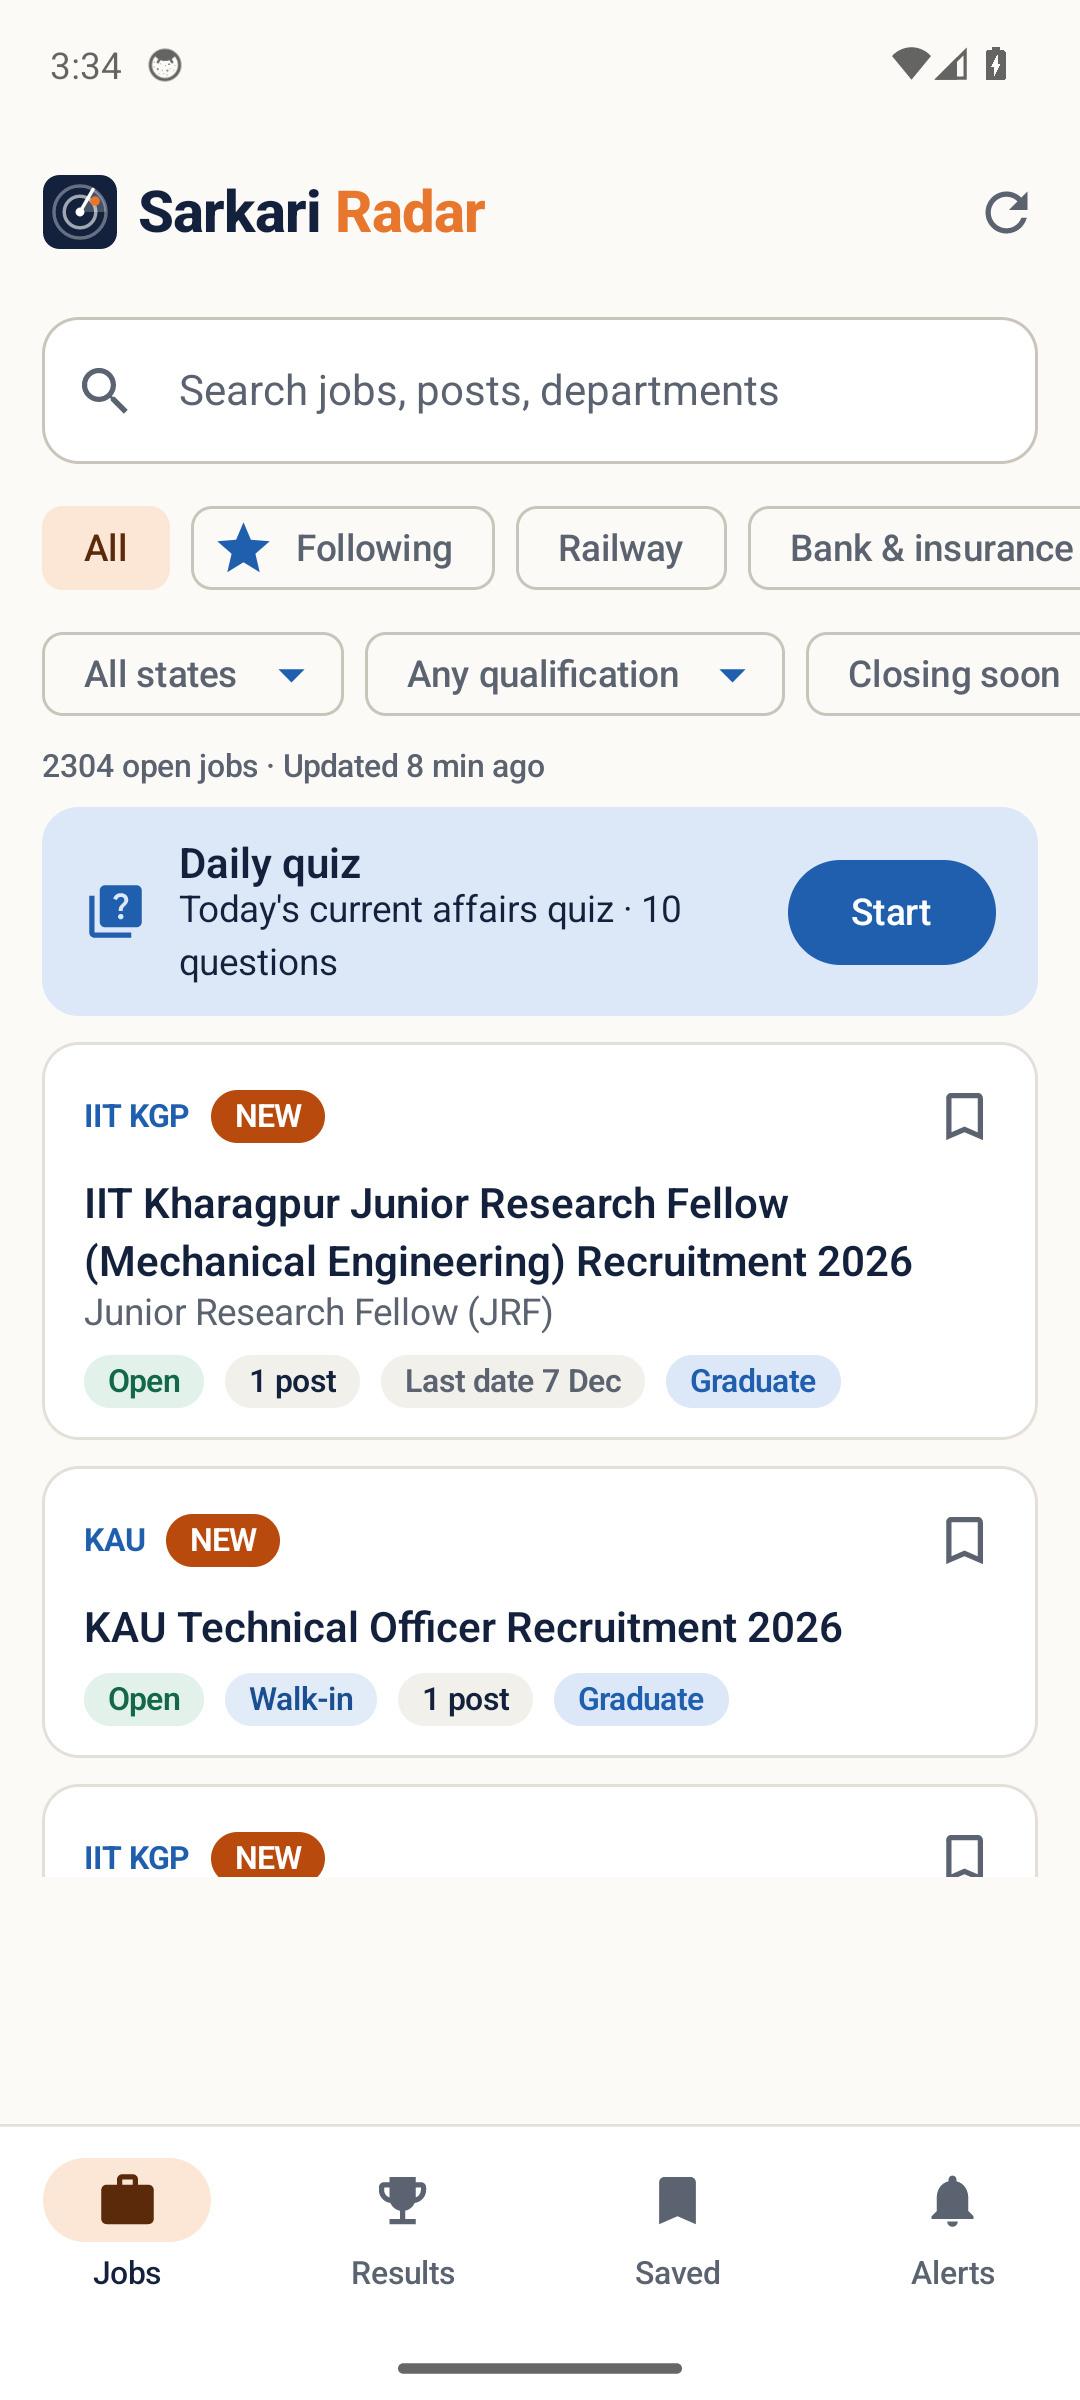 3:34
Sarkari Radar
Search jobs, posts, departments
All
Following
Railway
Bank & insurance
All states
Any qualification
Closing soon
2304 open jobs · Updated 8 min ago
Daily quiz
Today's current affairs quiz · 10
questions
Start
IIT KGP NEW
IIT Kharagpur Junior Research Fellow
(Mechanical Engineering) Recruitment 2026
Junior Research Fellow (JRF)
Open 1 post Last date 7 Dec Graduate
KAU NEW
KAU Technical Officer Recruitment 2026
Open Walk-in 1 post Graduate
IIT KGP NEW
Jobs Results Saved Alerts